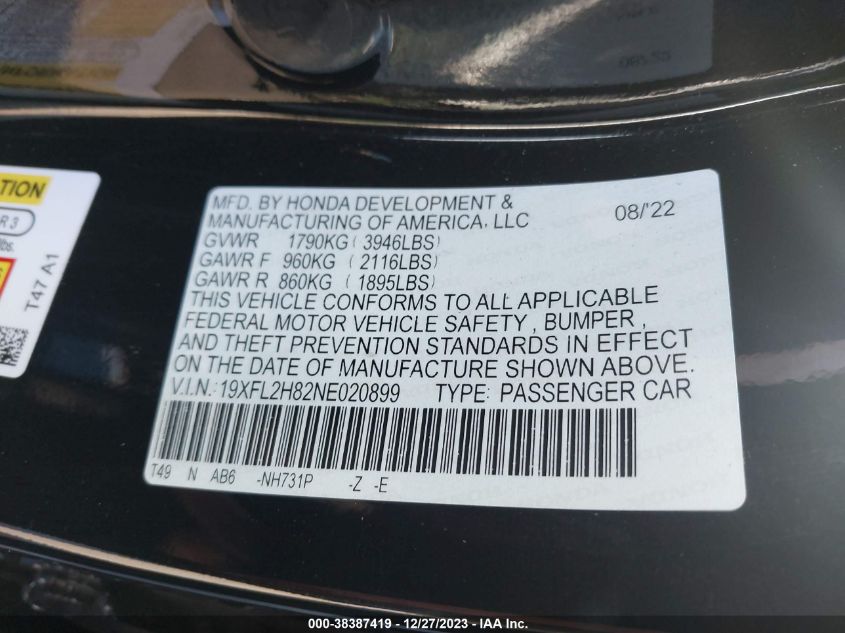 TION
R 3
lbs.
T47 A1
MFD. BY HONDA DEVELOPMENT &
MANUFACTURING OF AMERICA, LLC 08/'22
GVWR 1790KG ( 3946LBS)
GAWR F 960KG ( 2116LBS)
GAWR R 860KG ( 1895LBS)
THIS VEHICLE CONFORMS TO ALL APPLICABLE
FEDERAL MOTOR VEHICLE SAFETY , BUMPER ,
AND THEFT PREVENTION STANDARDS IN EFFECT
ON THE DATE OF MANUFACTURE SHOWN ABOVE.
V.I.N.: 19XFL2H82NE020899 TYPE: PASSENGER CAR
T49 N AB6 -NH731P -Z -E
000-38387419 - 12/27/2023 - IAA Inc.